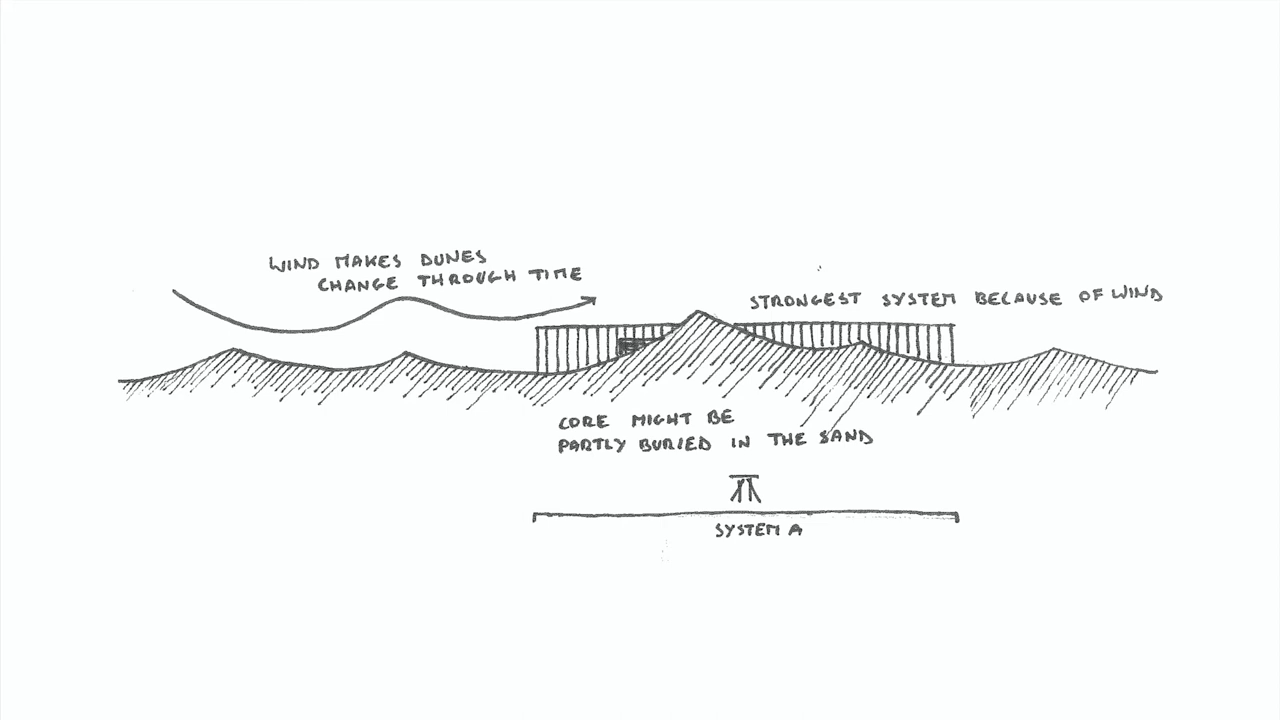 WIND MAKES DUNES
CHANGE THROUGH TIME
STRONGEST SYSTEM BECAUSE OF WIND
CORE MIGHT BE
PARTLY BURIED IN THE SAND
SYSTEM A